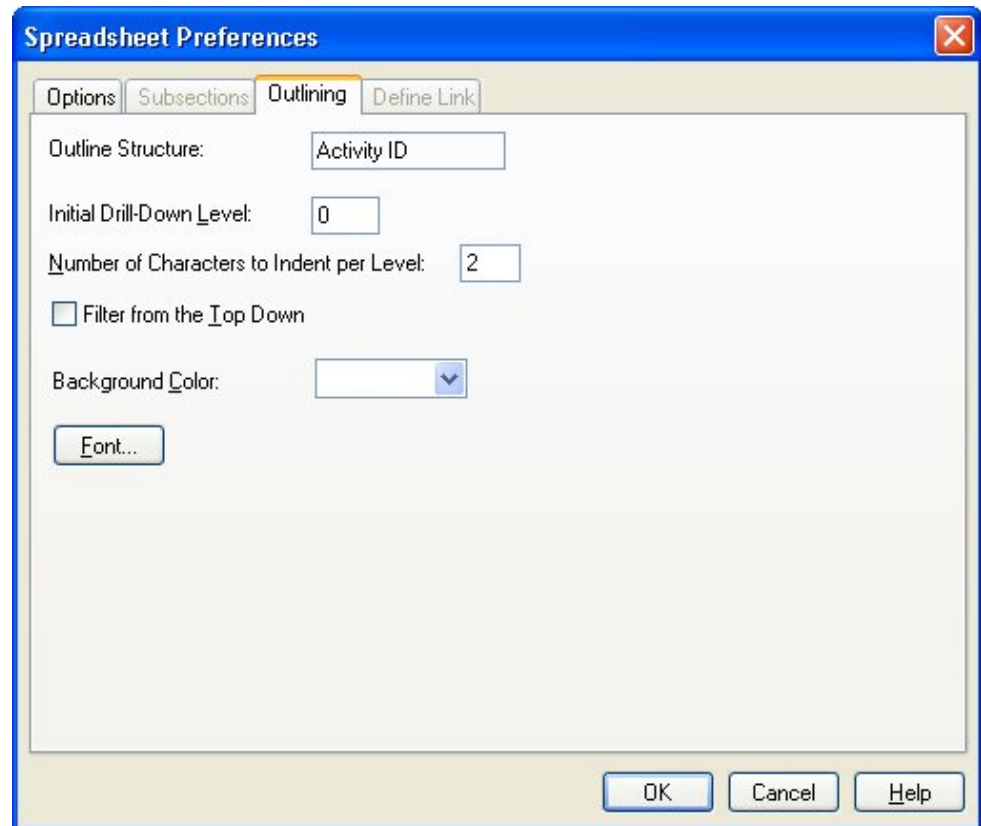 Spreadsheet Preferences
Options Subsections Outlining Define Link
Outline Structure: Activity ID
Initial Drill-Down Level: 0
Number of Characters to Indent per Level: 2
Filter from the Top Down
Background Color:
Font...
OK Cancel Help